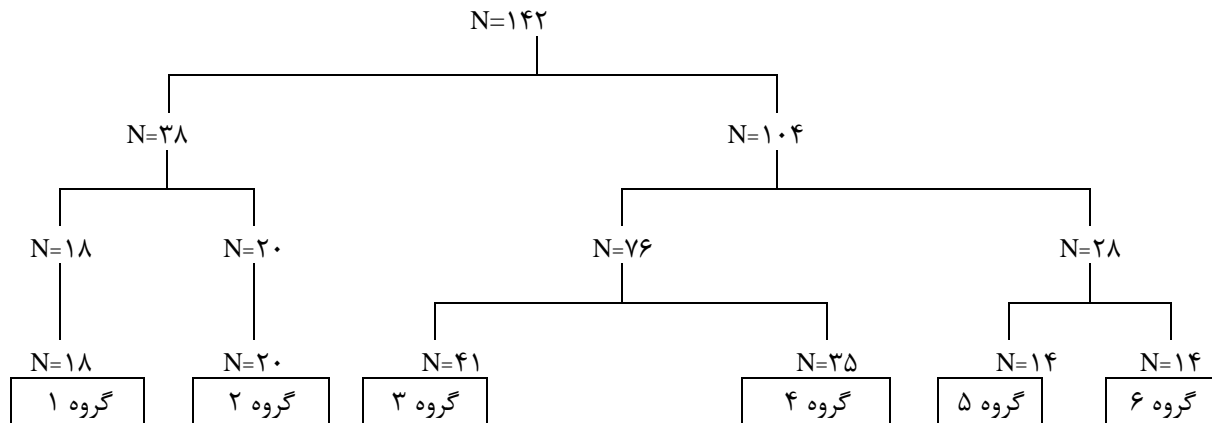 N=۱۴۲
N=۳۸ N=۱۰۴
N=۱۸ N=۲۰ N=۷۶ N=۲۸
N=۱۸ N=۲۰ N=۴۱ N=۳۵ N=۱۴ N=۱۴
گروه ۱ گروه ۲ گروه ۳ گروه ۴ گروه ۵ گروه ۶